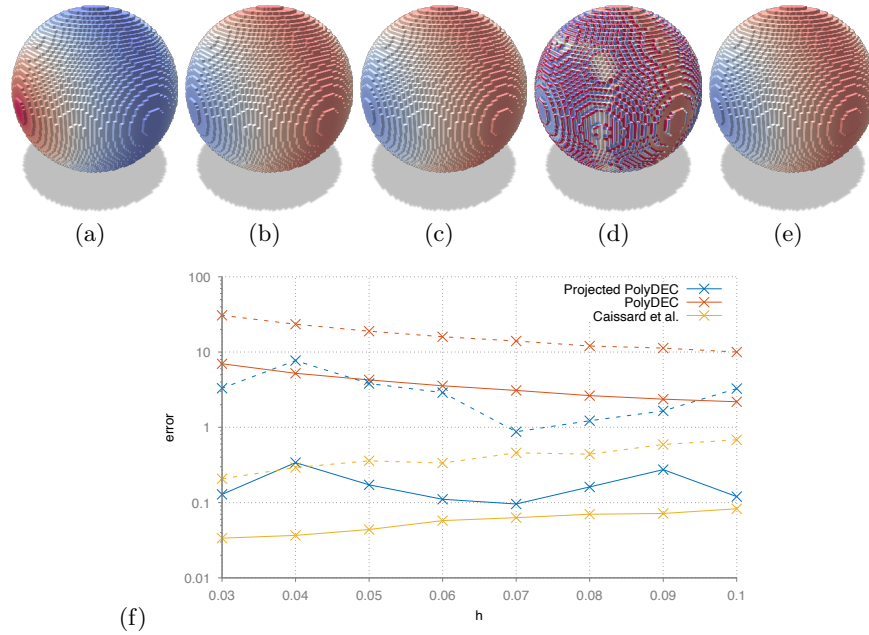 (a) (b) (c) (d) (e)
100
Projected PolyDEC
PolyDEC
Caissard et al.
10
1
0.1
0.01
error
0.03 0.04 0.05 0.06 0.07 0.08 0.09 0.1
h
(f)